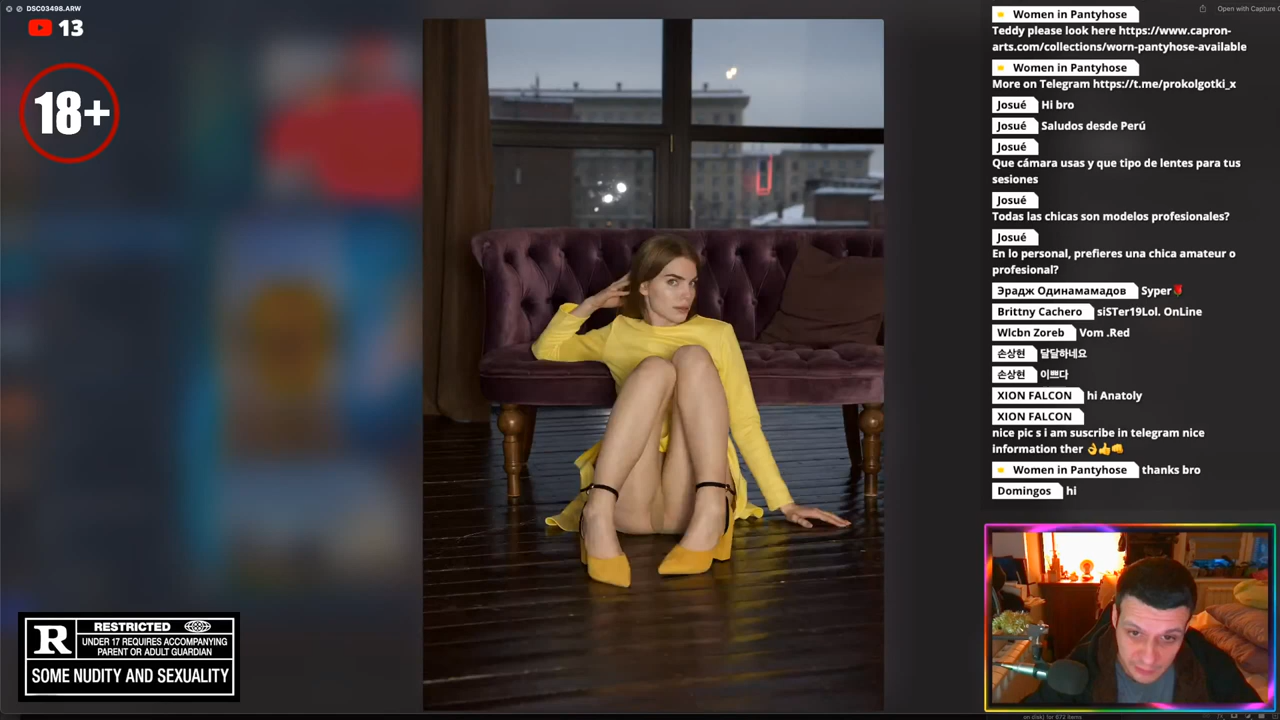 DSC03498.ARW
Open with Capture O
13
18+
Women in Pantyhose
Teddy please look here https://www.capron-
arts.com/collections/worn-pantyhose-available
Women in Pantyhose
More on Telegram https://t.me/prokolgotki_x
Josué Hi bro
Josué Saludos desde Perú
Josué
Que cámara usas y que tipo de lentes para tus
sesiones
Josué
Todas las chicas son modelos profesionales?
Josué
En lo personal, prefieres una chica amateur o
profesional?
Эрадж Одинамамадов Syper🌹
Brittny Cachero siSTer19Lol. OnLine
Wlcbn Zoreb Vom .Red
손상현 달달하네요
손상현 이쁘다
XION FALCON hi Anatoly
XION FALCON
nice pic s i am suscribe in telegram nice
information ther 👌👍👊
Women in Pantyhose thanks bro
Domingos hi
R RESTRICTED
UNDER 17 REQUIRES ACCOMPANYING
PARENT OR ADULT GUARDIAN
SOME NUDITY AND SEXUALITY
on disk) for 672 items